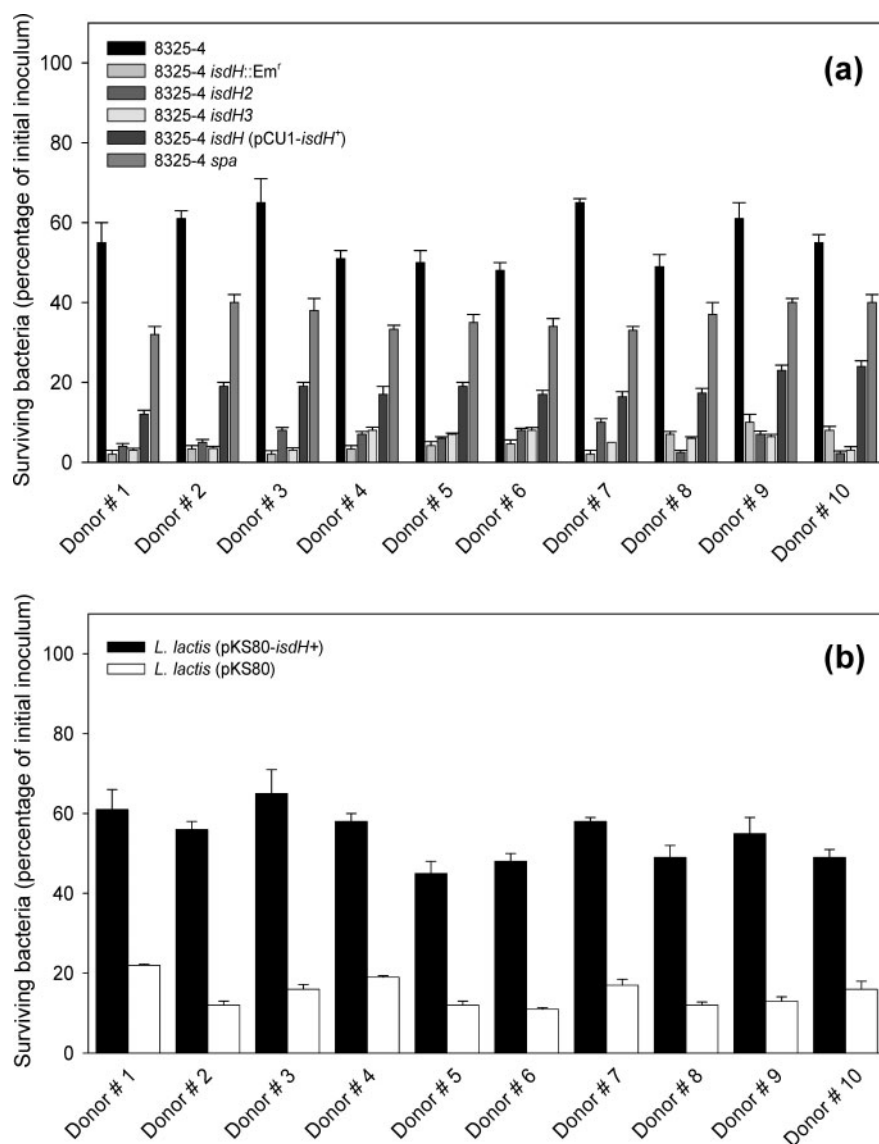 (a)
8325-4
8325-4 isdH::Emʳ
8325-4 isdH2
8325-4 isdH3
8325-4 isdH (pCU1-isdH⁺)
8325-4 spa
Surviving bacteria (percentage of initial inoculum)
100
80
60
40
20
0
Donor # 1
Donor # 2
Donor # 3
Donor # 4
Donor # 5
Donor # 6
Donor # 7
Donor # 8
Donor # 9
Donor # 10
(b)
L. lactis (pKS80-isdH+)
L. lactis (pKS80)
Surviving bacteria (percentage of initial inoculum)
100
80
60
40
20
0
Donor # 1
Donor # 2
Donor # 3
Donor # 4
Donor # 5
Donor # 6
Donor # 7
Donor # 8
Donor # 9
Donor # 10